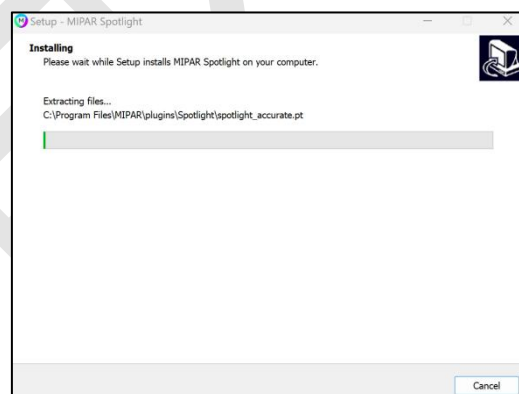 Setup - MIPAR Spotlight
Installing
Please wait while Setup installs MIPAR Spotlight on your computer.
Extracting files...
C:\Program Files\MIPAR\plugins\Spotlight\spotlight_accurate.pt
Cancel